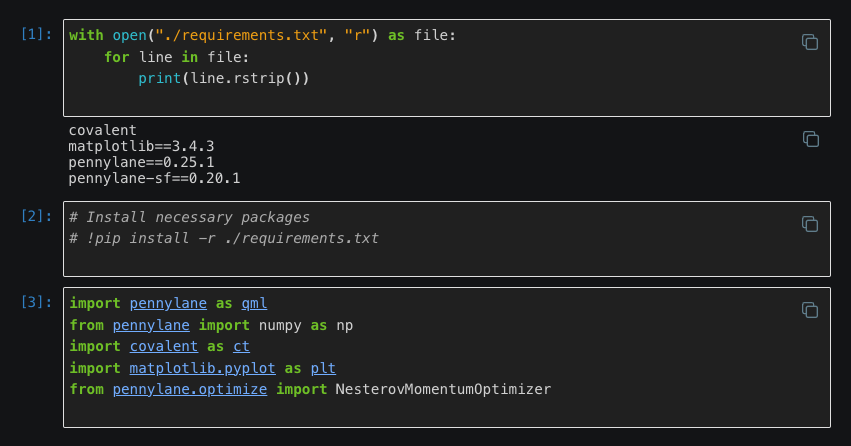 [1]: with open("./requirements.txt", "r") as file:
    for line in file:
        print(line.rstrip())
covalent
matplotlib==3.4.3
pennylane==0.25.1
pennylane-sf==0.20.1
[2]: # Install necessary packages
# !pip install -r ./requirements.txt
[3]: import pennylane as qml
from pennylane import numpy as np
import covalent as ct
import matplotlib.pyplot as plt
from pennylane.optimize import NesterovMomentumOptimizer